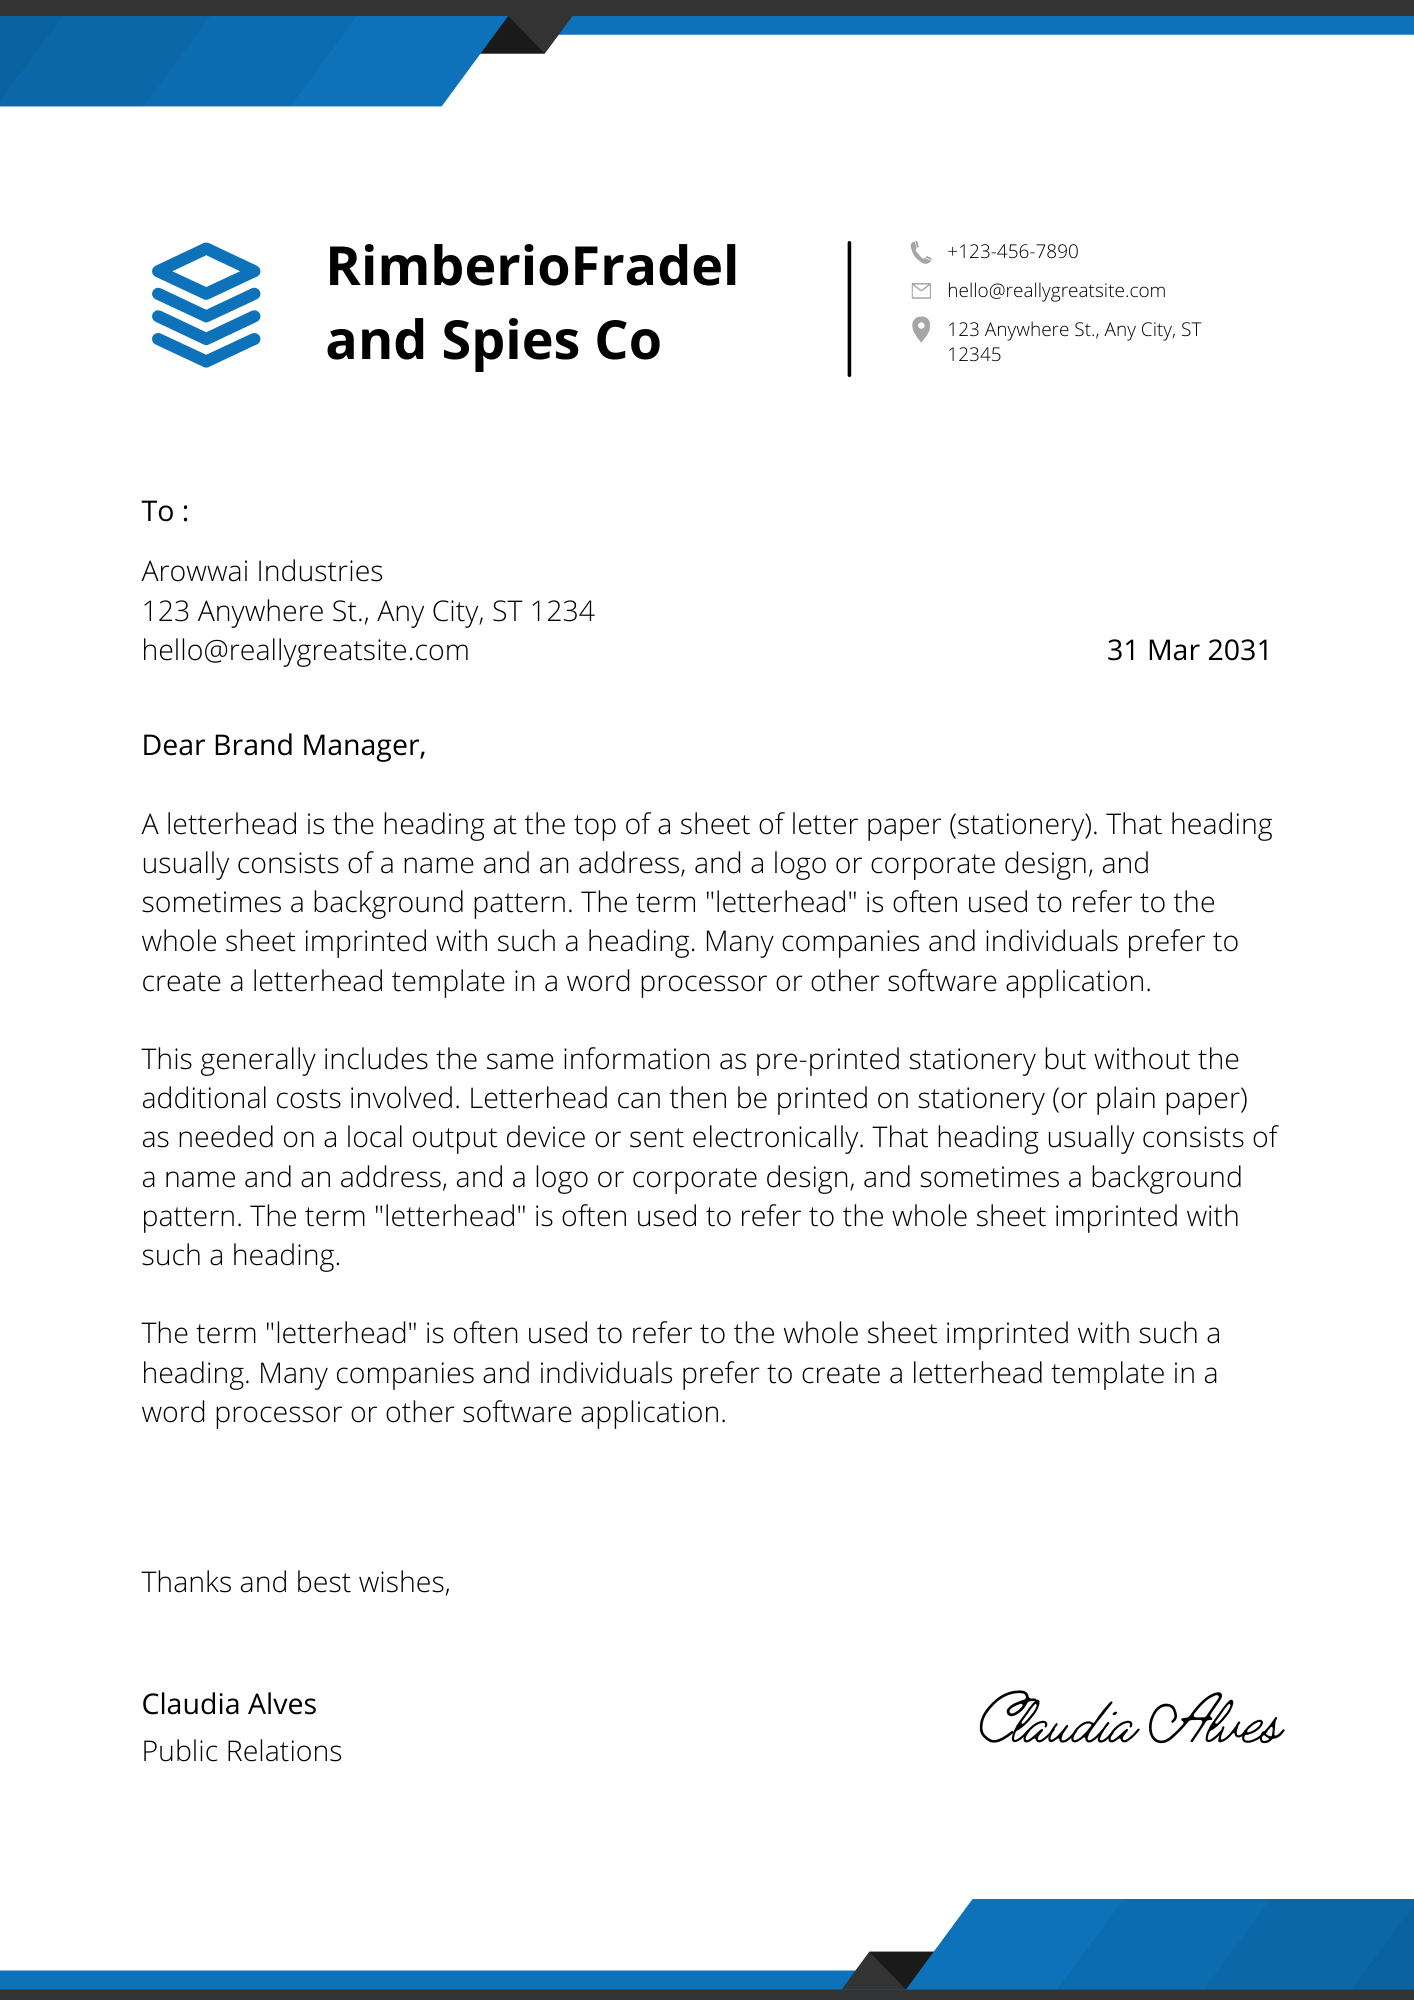 RimberioFradel
and Spies Co
+123-456-7890
hello@reallygreatsite.com
123 Anywhere St., Any City, ST
12345
To :
Arowwai Industries
123 Anywhere St., Any City, ST 1234
hello@reallygreatsite.com
31 Mar 2031
Dear Brand Manager,
A letterhead is the heading at the top of a sheet of letter paper (stationery). That heading
usually consists of a name and an address, and a logo or corporate design, and
sometimes a background pattern. The term "letterhead" is often used to refer to the
whole sheet imprinted with such a heading. Many companies and individuals prefer to
create a letterhead template in a word processor or other software application.
This generally includes the same information as pre-printed stationery but without the
additional costs involved. Letterhead can then be printed on stationery (or plain paper)
as needed on a local output device or sent electronically. That heading usually consists of
a name and an address, and a logo or corporate design, and sometimes a background
pattern. The term "letterhead" is often used to refer to the whole sheet imprinted with
such a heading.
The term "letterhead" is often used to refer to the whole sheet imprinted with such a
heading. Many companies and individuals prefer to create a letterhead template in a
word processor or other software application.
Thanks and best wishes,
Claudia Alves
Public Relations
Claudia Alves